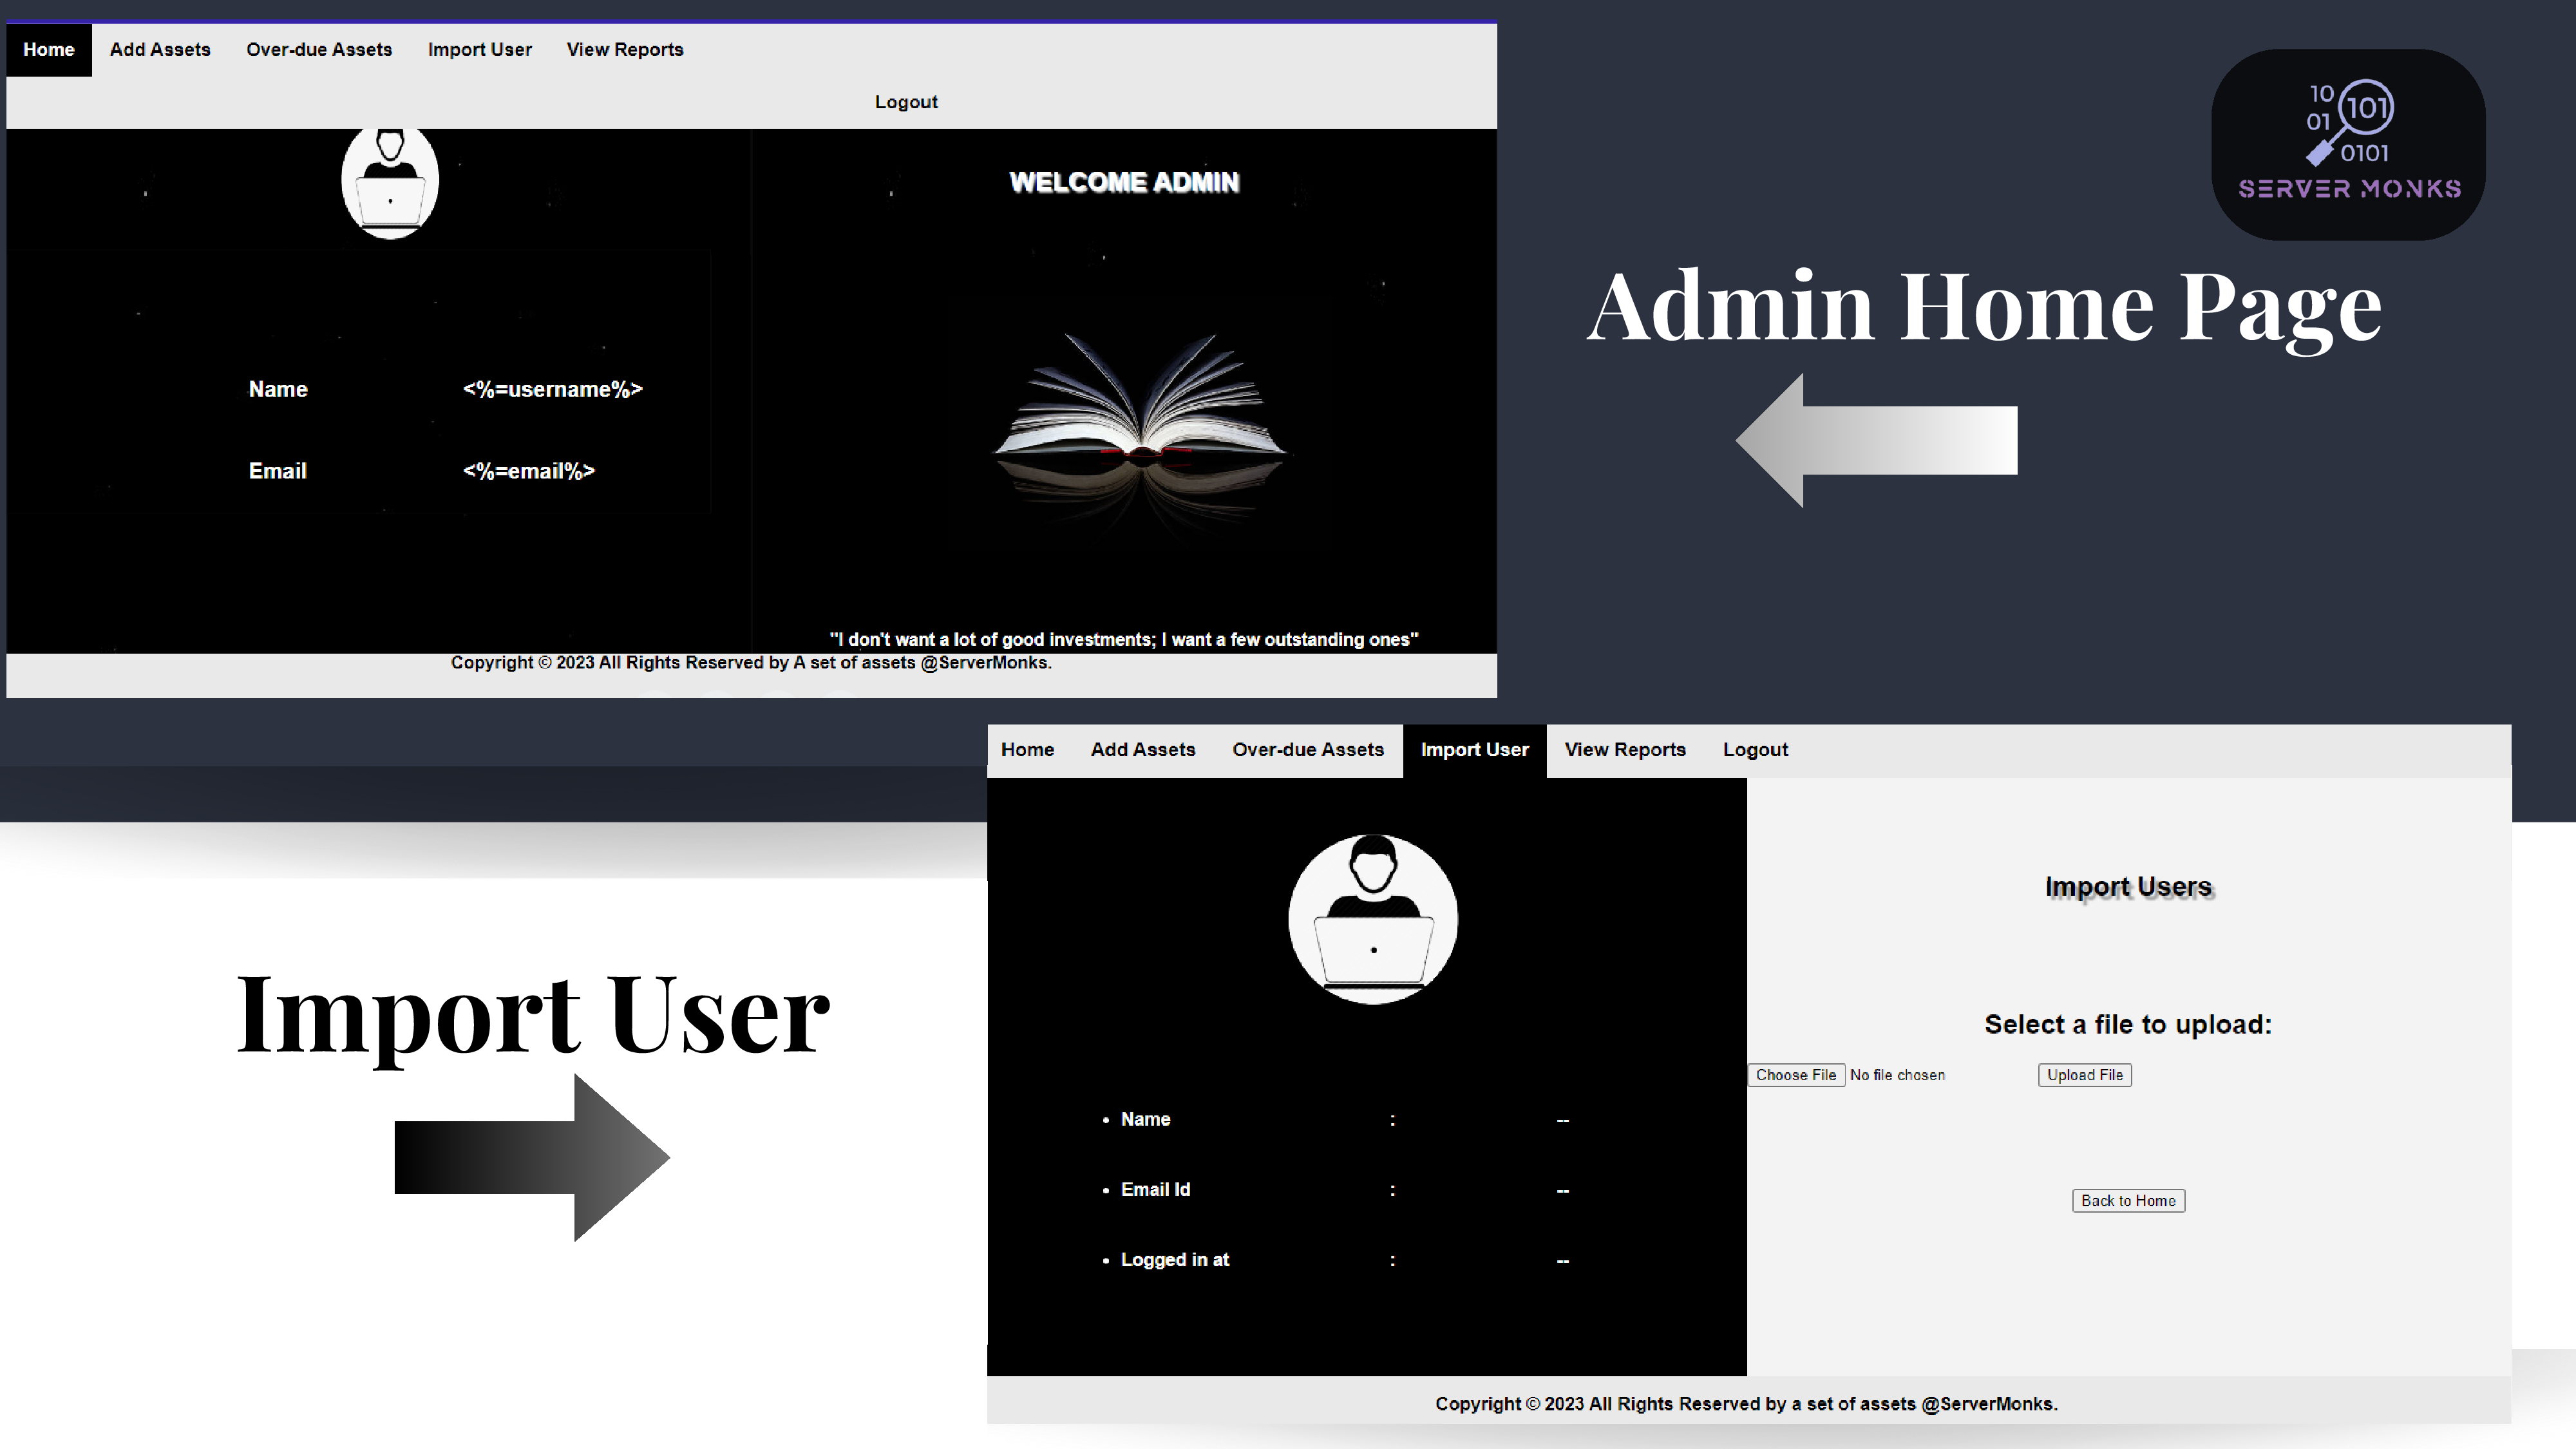 Home Add Assets Over-due Assets Import User View Reports
Logout
WELCOME ADMIN
Name <%=username%>
Email <%=email%>
"I don't want a lot of good investments; I want a few outstanding ones"
Copyright © 2023 All Rights Reserved by A set of assets @ServerMonks.
10 101
01
0101
SERVER MONKS
Admin Home Page
Import User
Home Add Assets Over-due Assets Import User View Reports Logout
Import Users
Select a file to upload:
Choose File No file chosen Upload File
Back to Home
• Name : --
• Email Id : --
• Logged in at : --
Copyright © 2023 All Rights Reserved by a set of assets @ServerMonks.